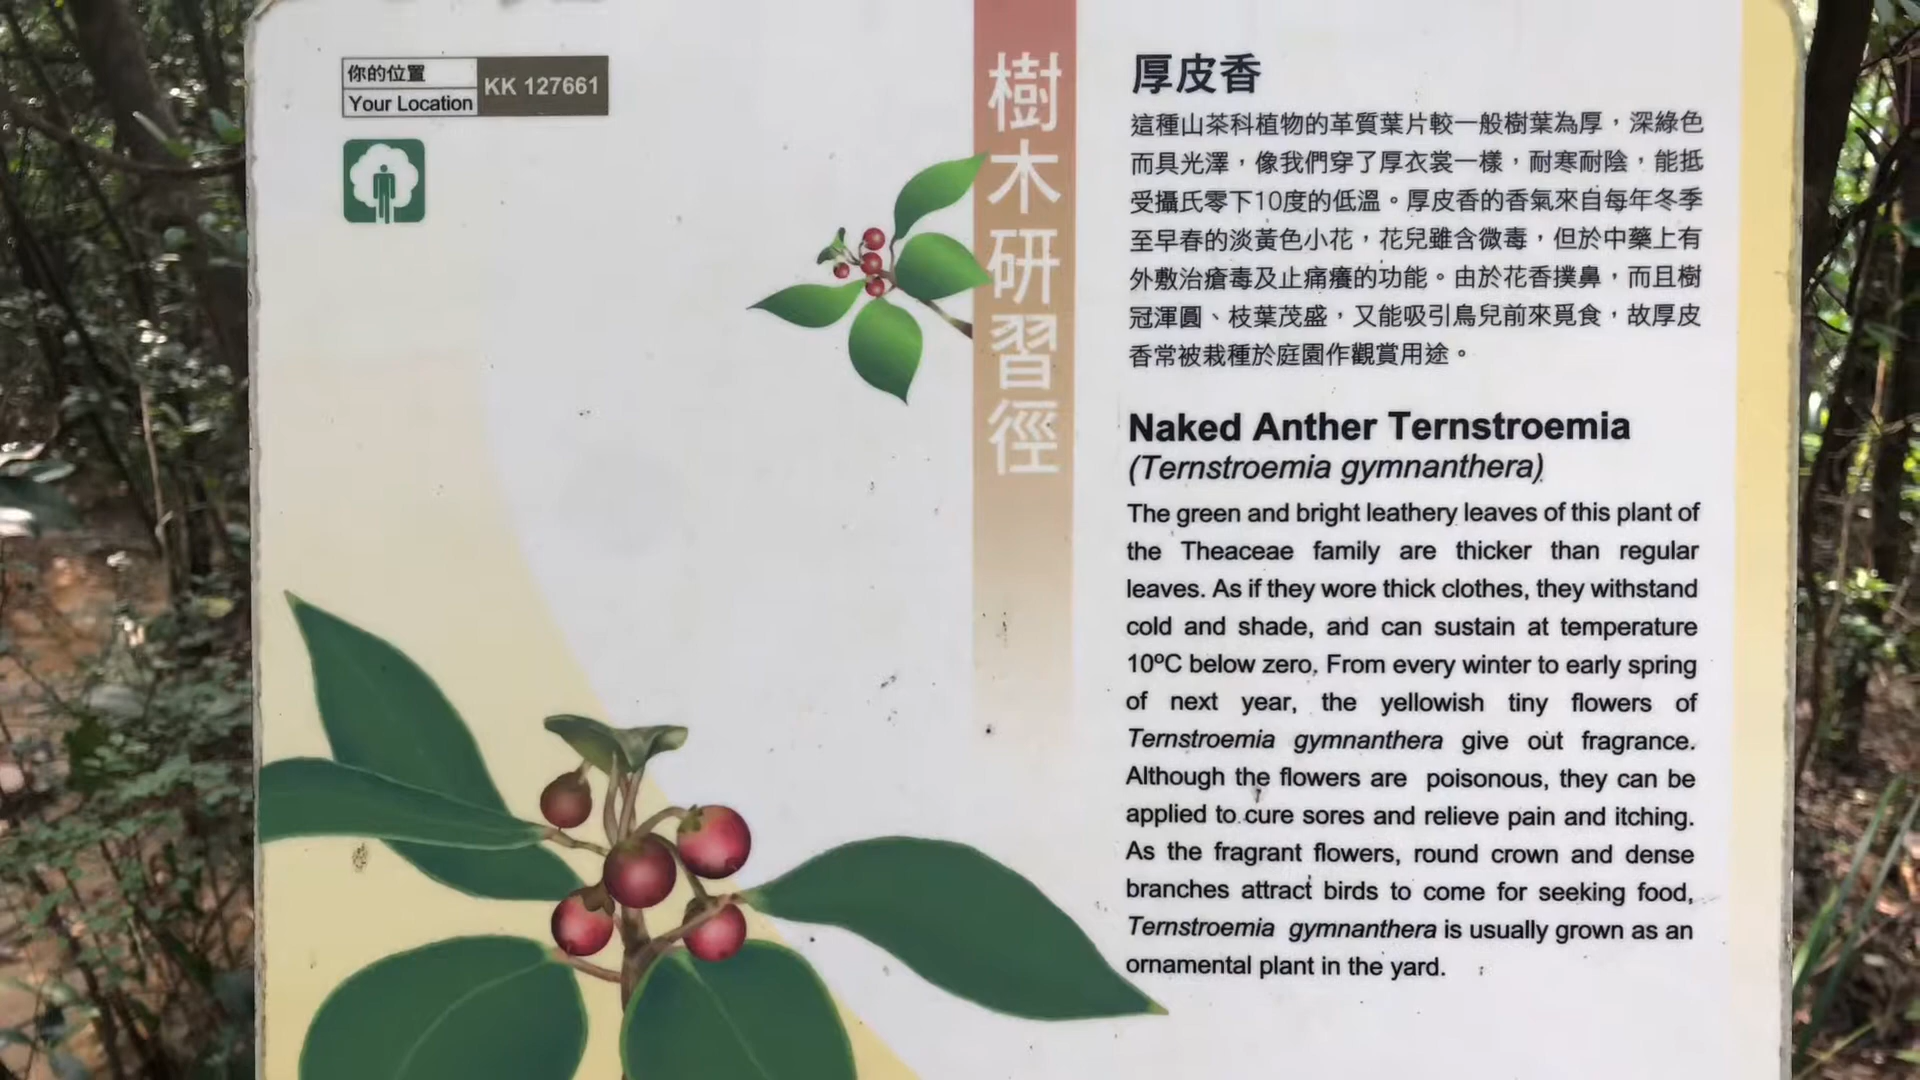 你的位置
Your Location
KK 127661
樹木研習徑
厚皮香
這種山茶科植物的革質葉片較一般樹葉為厚，深綠色
而具光澤，像我們穿了厚衣裳一樣，耐寒耐陰，能抵
受攝氏零下10度的低溫。厚皮香的香氣來自每年冬季
至早春的淡黃色小花，花兒雖含微毒，但於中藥上有
外敷治瘡毒及止痛癢的功能。由於花香撲鼻，而且樹
冠渾圓、枝葉茂盛，又能吸引鳥兒前來覓食，故厚皮
香常被栽種於庭園作觀賞用途。
Naked Anther Ternstroemia
(Ternstroemia gymnanthera)
The green and bright leathery leaves of this plant of
the Theaceae family are thicker than regular
leaves. As if they wore thick clothes, they withstand
cold and shade, and can sustain at temperature
10ºC below zero. From every winter to early spring
of next year, the yellowish tiny flowers of
Ternstroemia gymnanthera give out fragrance.
Although the flowers are poisonous, they can be
applied to cure sores and relieve pain and itching.
As the fragrant flowers, round crown and dense
branches attract birds to come for seeking food,
Ternstroemia gymnanthera is usually grown as an
ornamental plant in the yard.